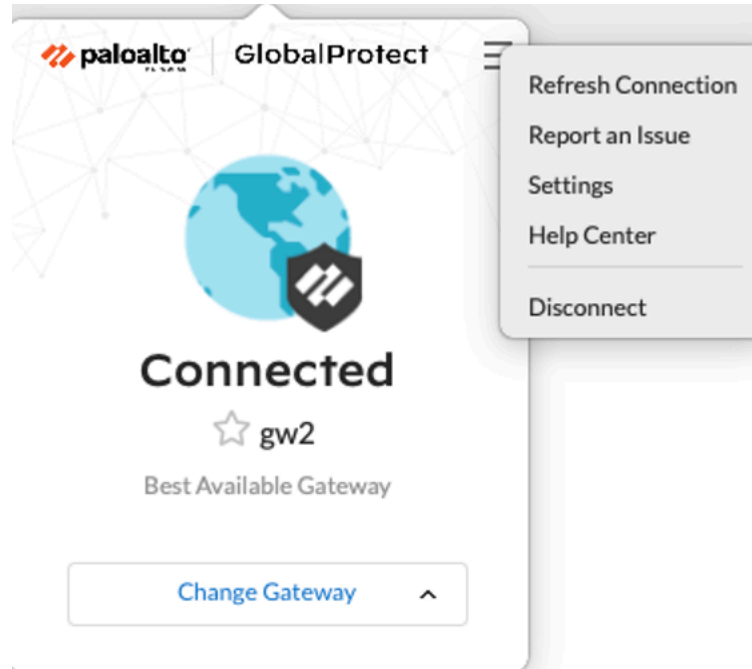 paloalto
GlobalProtect
Refresh Connection
Report an Issue
Settings
Help Center
Disconnect
Connected
gw2
Best Available Gateway
Change Gateway